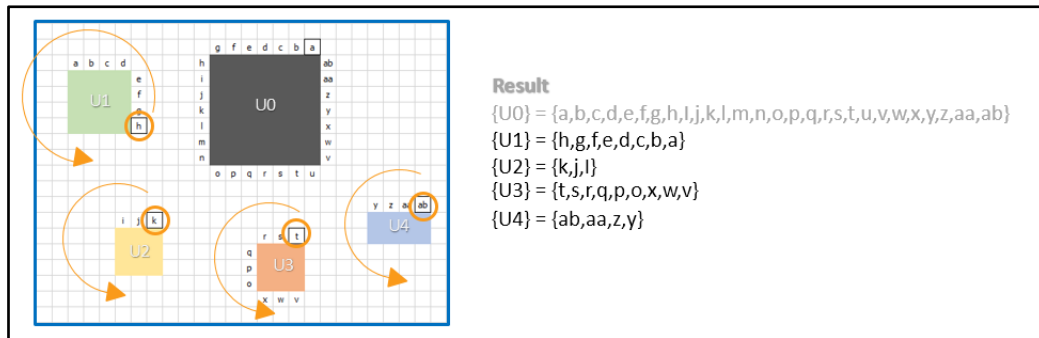 g f e d c b a
a b c d
h ab
e
i aa
f
j z
g
k y
h
l x
m w
n v
o p q r s t u
U1
U0
y z aa ab
i j k
r s t
q
p
o
x w v
U2
U3
U4
Result
{U0} = {a,b,c,d,e,f,g,h,I,j,k,l,m,n,o,p,q,r,s,t,u,v,w,x,y,z,aa,ab}
{U1} = {h,g,f,e,d,c,b,a}
{U2} = {k,j,I}
{U3} = {t,s,r,q,p,o,x,w,v}
{U4} = {ab,aa,z,y}